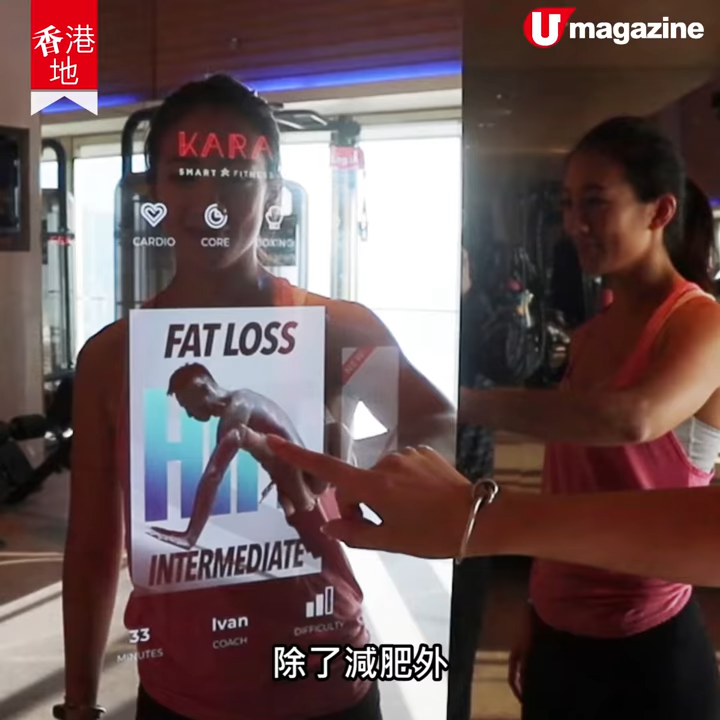 香港
地
U magazine
KARA
SMART FITNESS
CARDIO
CORE
BOXING
FAT LOSS
HIIT
INTERMEDIATE
33
MINUTES
Ivan
COACH
DIFFICULTY
除了減肥外